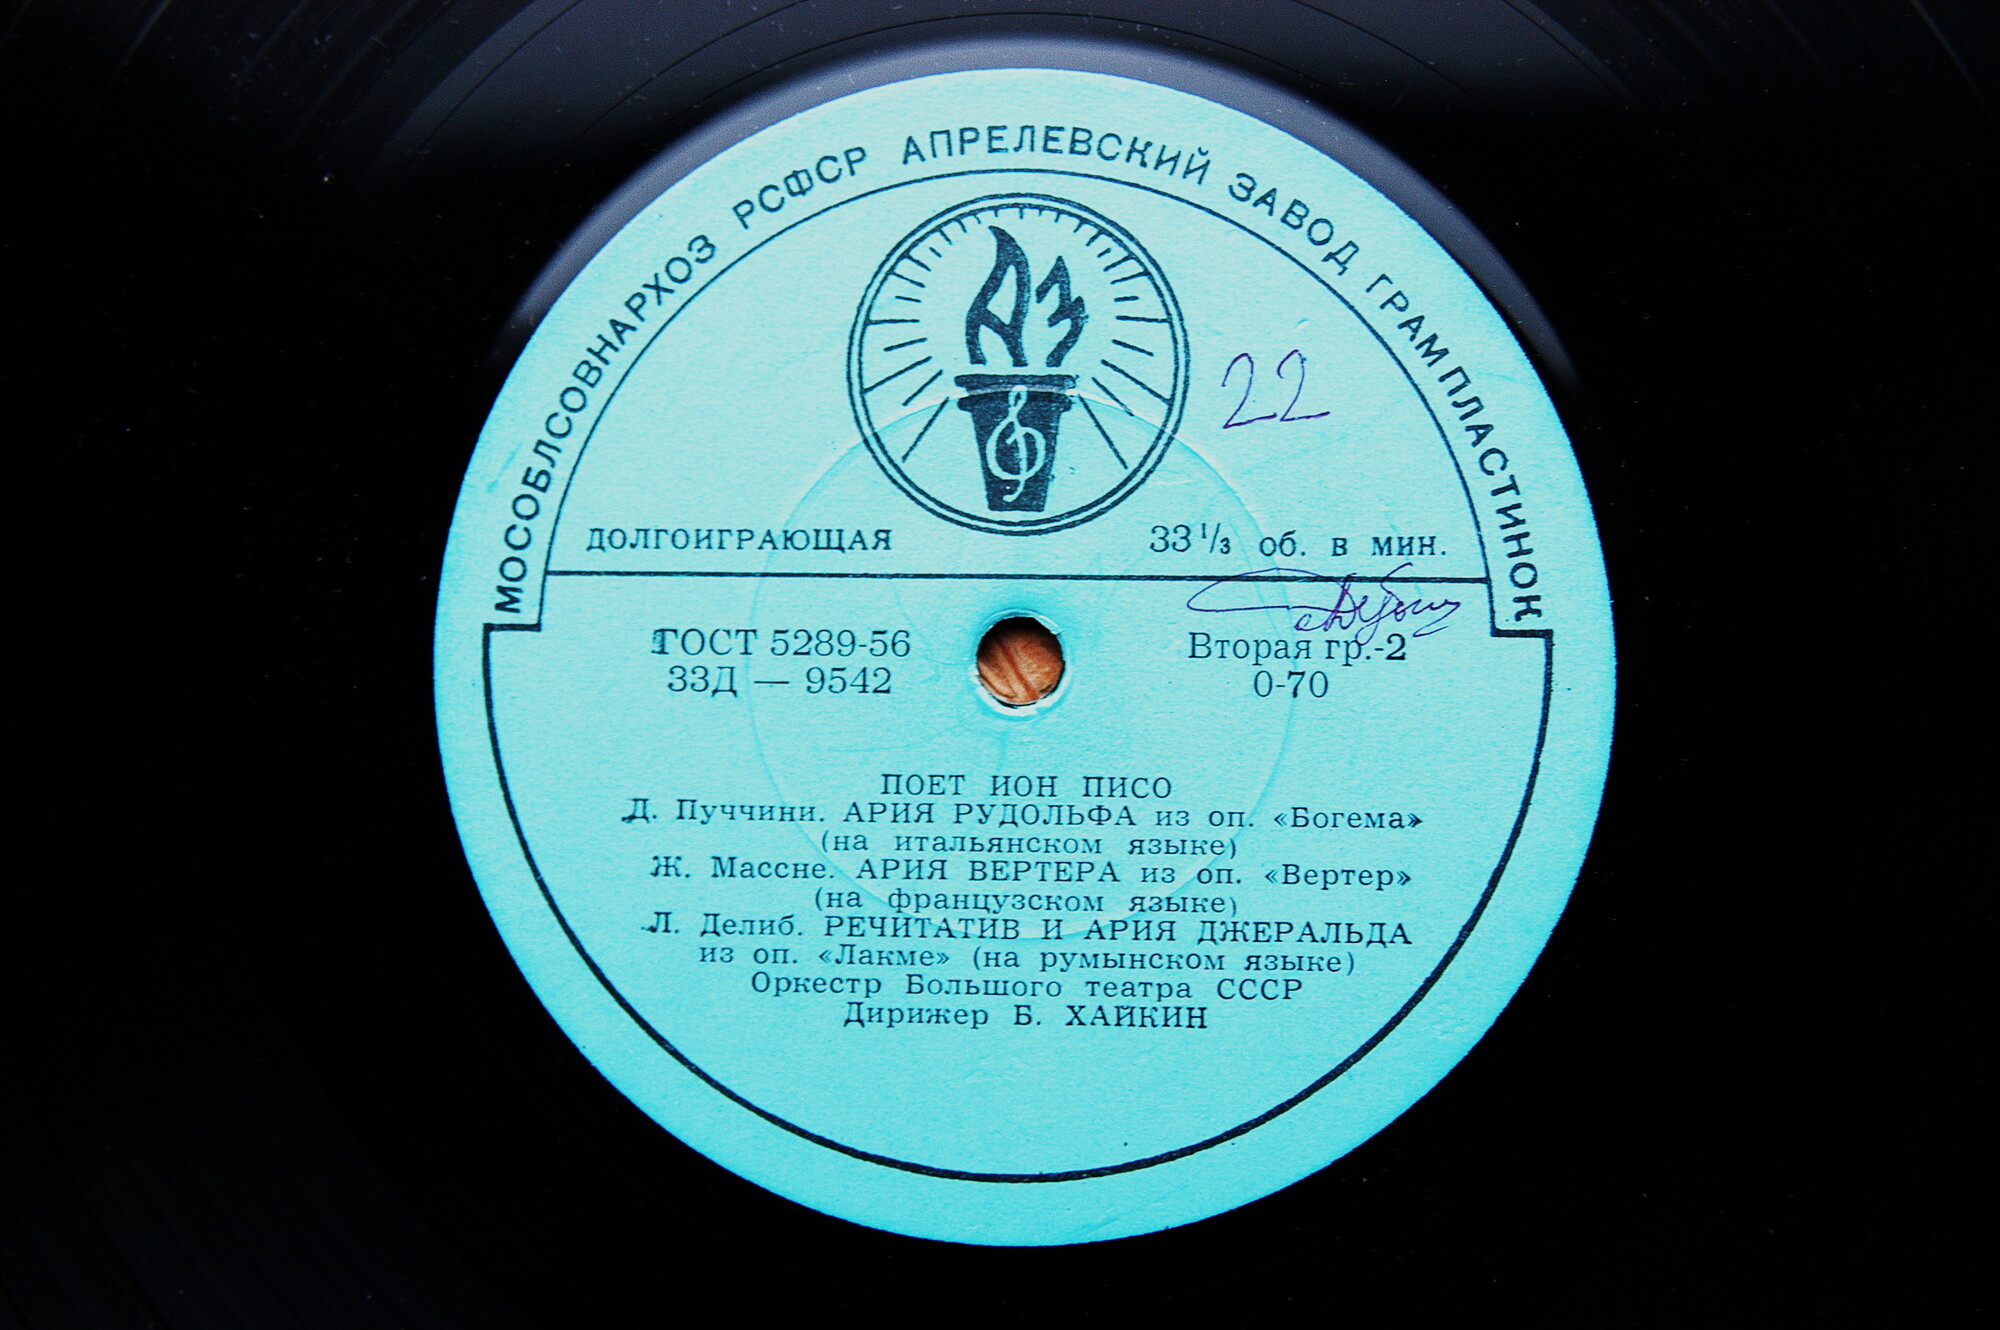 МОСОБЛСОВНАРХОЗ РСФСР АПРЕЛЕВСКИЙ ЗАВОД ГРАМПЛАСТИНОК
АЗ
22
ДОЛГОИГРАЮЩАЯ 33 1/3 об. в мин.
ГОСТ 5289-56 Вторая гр.-2
33Д — 9542 0-70
ПОЕТ ИОН ПИСО
Д. Пуччини. АРИЯ РУДОЛЬФА из оп. «Богема»
(на итальянском языке)
Ж. Массне. АРИЯ ВЕРТЕРА из оп. «Вертер»
(на французском языке)
Л. Делиб. РЕЧИТАТИВ И АРИЯ ДЖЕРАЛЬДА
из оп. «Лакме» (на румынском языке)
Оркестр Большого театра СССР
Дирижер Б. ХАЙКИН